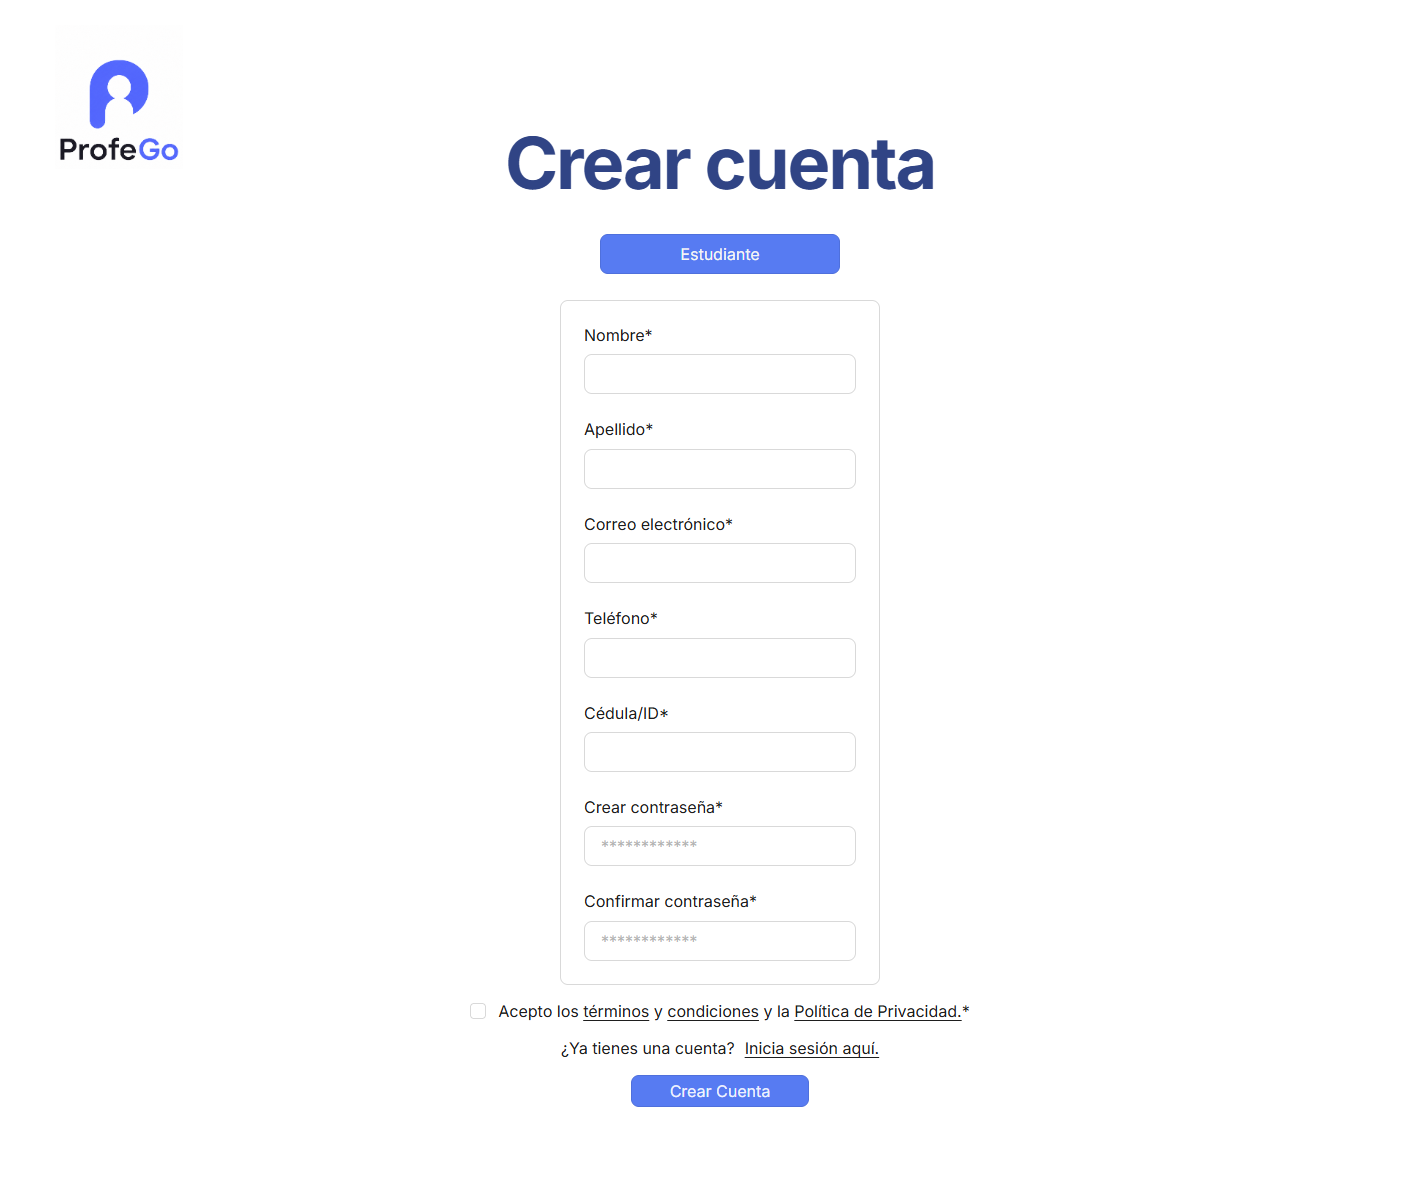 ProfeGo
Crear cuenta
Estudiante
Nombre*
Apellido*
Correo electrónico*
Teléfono*
Cédula/ID*
Crear contraseña*
************
Confirmar contraseña*
************
Acepto los términos y condiciones y la Política de Privacidad.*
¿Ya tienes una cuenta? Inicia sesión aquí.
Crear Cuenta